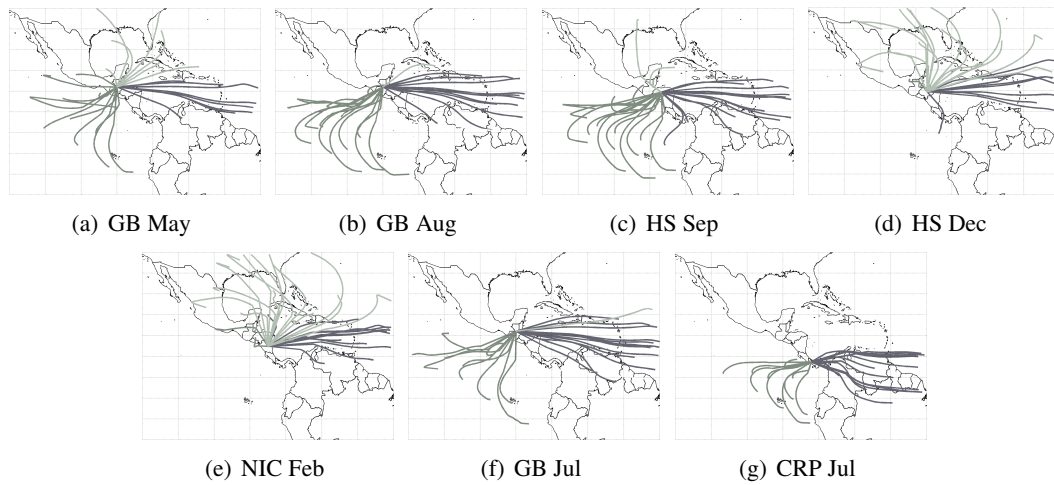 (a) GB May
(b) GB Aug
(c) HS Sep
(d) HS Dec
(e) NIC Feb
(f) GB Jul
(g) CRP Jul